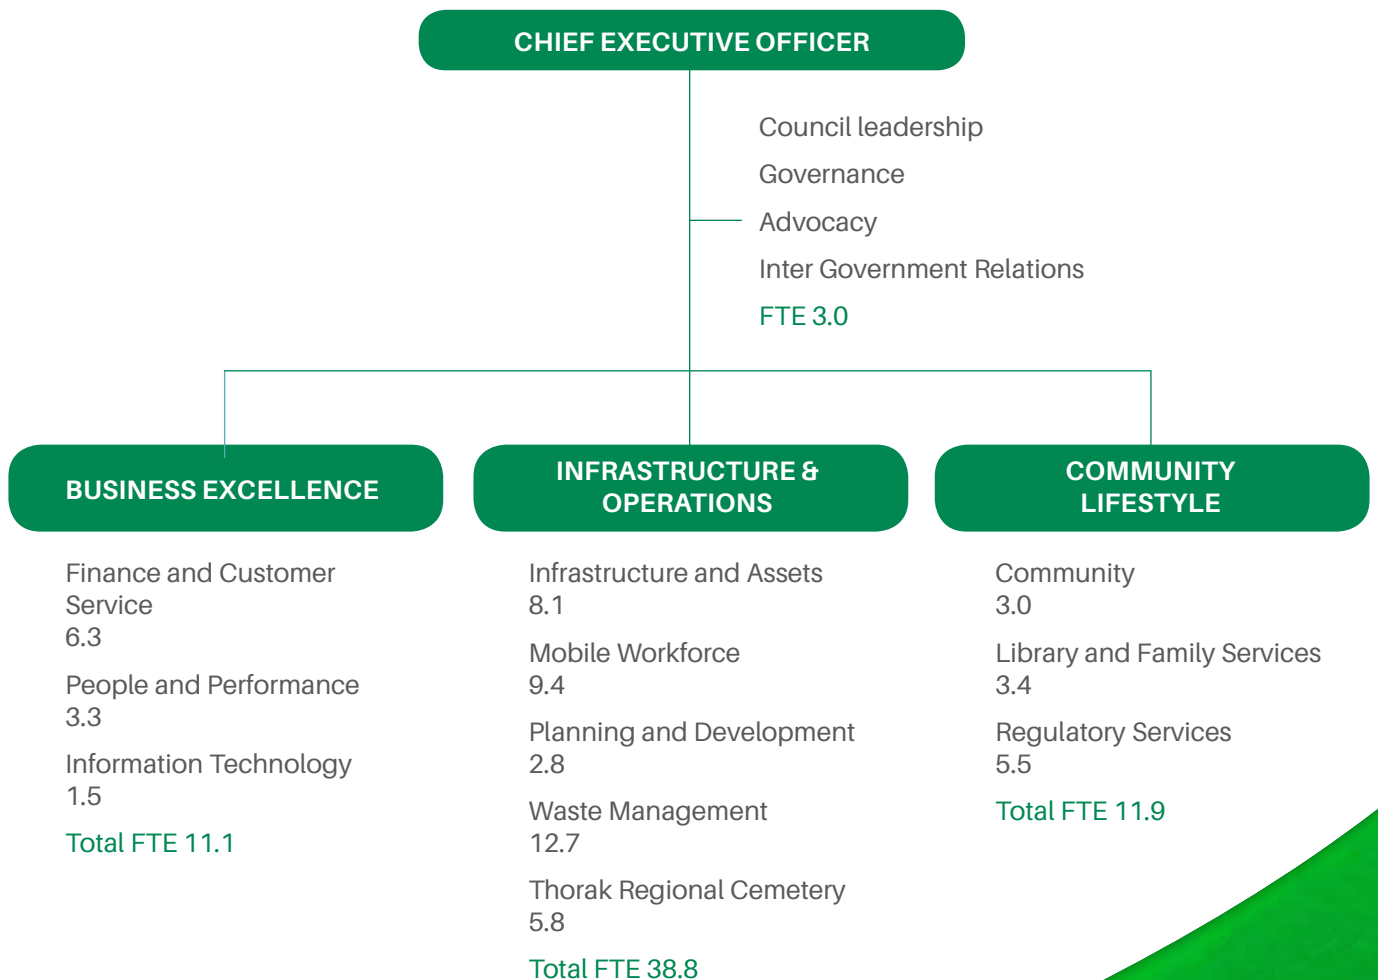 CHIEF EXECUTIVE OFFICER
Council leadership
Governance
Advocacy
Inter Government Relations
FTE 3.0
BUSINESS EXCELLENCE
Finance and Customer
Service
6.3
People and Performance
3.3
Information Technology
1.5
Total FTE 11.1
INFRASTRUCTURE &
OPERATIONS
Infrastructure and Assets
8.1
Mobile Workforce
9.4
Planning and Development
2.8
Waste Management
12.7
Thorak Regional Cemetery
5.8
Total FTE 38.8
COMMUNITY
LIFESTYLE
Community
3.0
Library and Family Services
3.4
Regulatory Services
5.5
Total FTE 11.9